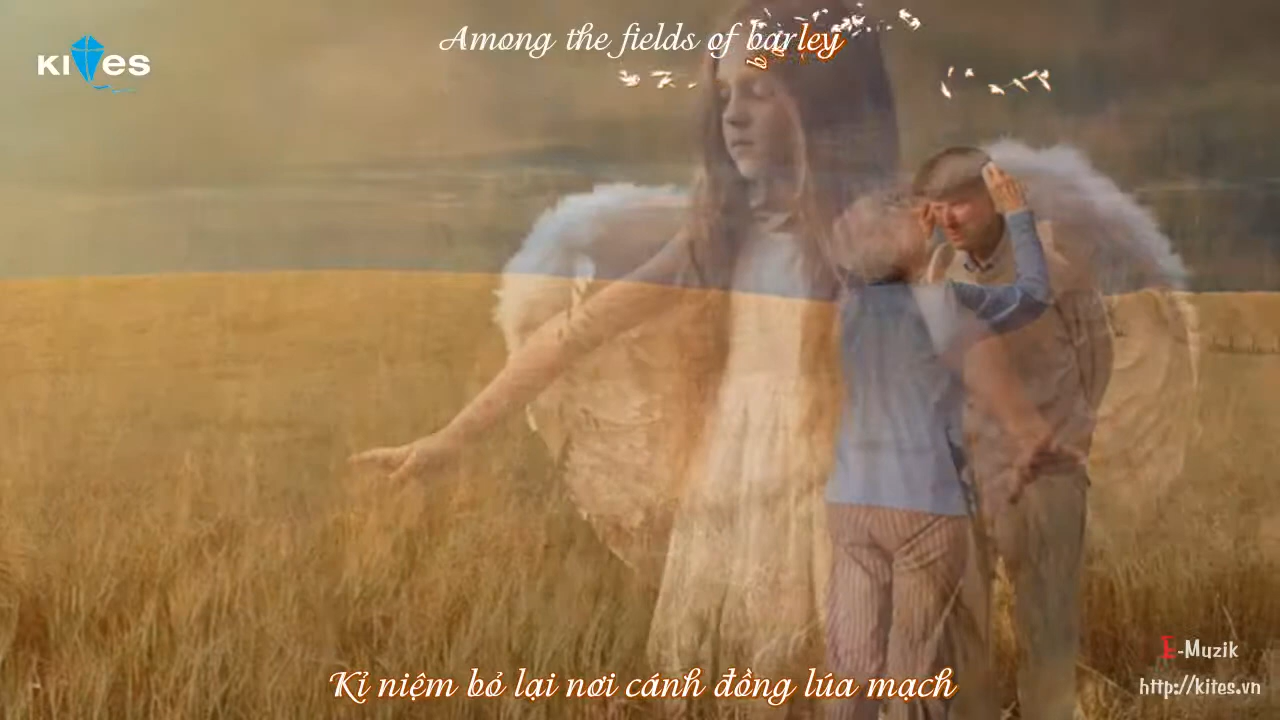 Among the fields of barley
KITES
Kỉ niệm bỏ lại nơi cánh đồng lúa mạch
E-Muzik
http://kites.vn